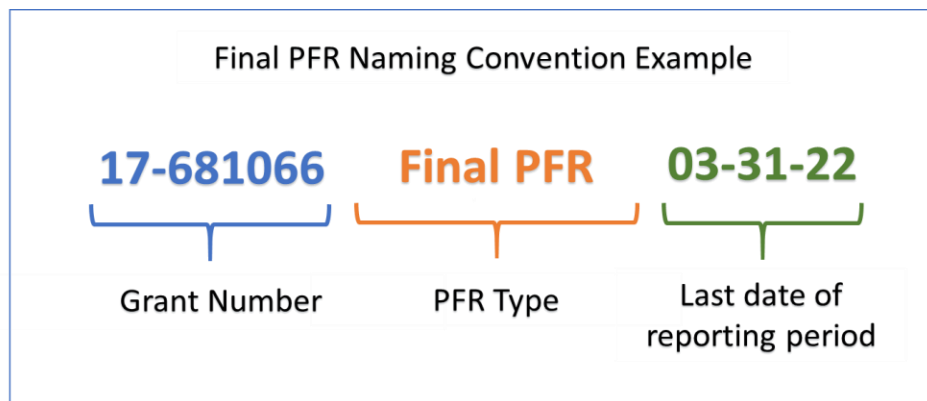 Final PFR Naming Convention Example
17-681066 Final PFR 03-31-22
Grant Number PFR Type Last date of
reporting period